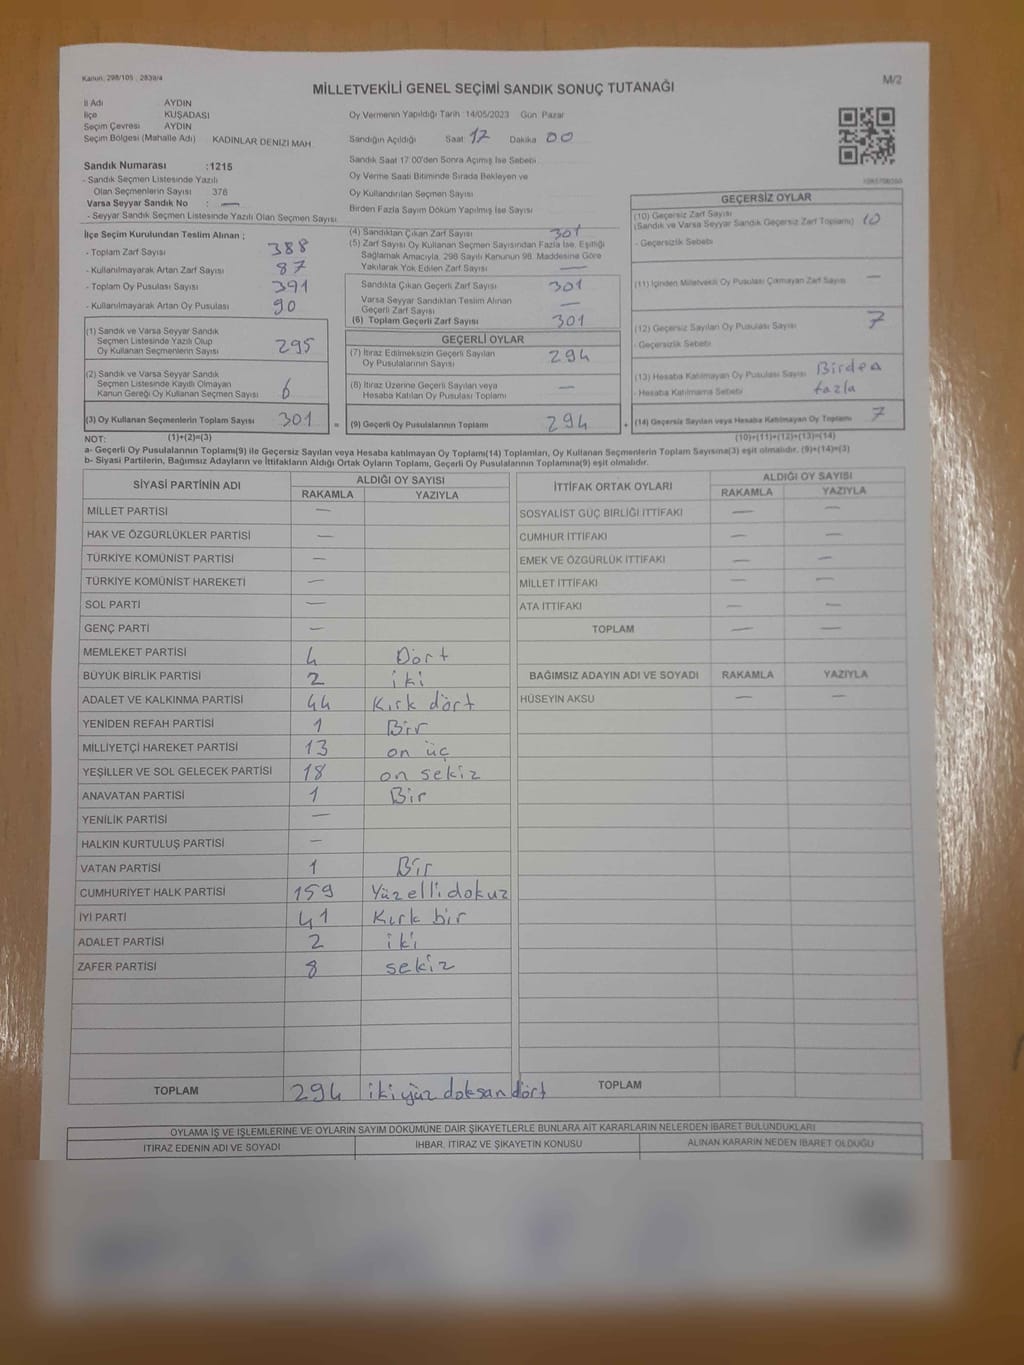 Kanun, 298/105 , 2839/4
M/2
MİLLETVEKİLİ GENEL SEÇİMİ SANDIK SONUÇ TUTANAĞI
İl Adı AYDIN
İlçe KUŞADASI
Seçim Çevresi AYDIN
Seçim Bölgesi (Mahalle Adı) KADINLAR DENİZİ MAH.
Sandık Numarası :1215
- Sandık Seçmen Listesinde Yazılı
Olan Seçmenlerin Sayısı 378
Varsa Seyyar Sandık No : —
- Seyyar Sandık Seçmen Listesinde Yazılı Olan Seçmen Sayısı
Oy Vermenin Yapıldığı Tarih 14/05/2023 Gün Pazar
Sandığın Açıldığı Saat 17 Dakika 00
Sandık Saat 17.00'den Sonra Açılmış İse Sebebi
Oy Verme Saati Bitiminde Sırada Bekleyen ve
Oy Kullandırılan Seçmen Sayısı
Birden Fazla Sayım Döküm Yapılmış İse Sayısı
İlçe Seçim Kurulundan Teslim Alınan ;
- Toplam Zarf Sayısı 388
- Kullanılmayarak Artan Zarf Sayısı 87
- Toplam Oy Pusulası Sayısı 391
- Kullanılmayarak Artan Oy Pusulası 90
(1) Sandık ve Varsa Seyyar Sandık
Seçmen Listesinde Yazılı Olup
Oy Kullanan Seçmenlerin Sayısı 295
(2) Sandık ve Varsa Seyyar Sandık
Seçmen Listesinde Kayıtlı Olmayan
Kanun Gereği Oy Kullanan Seçmen Sayısı 6
(3) Oy Kullanan Seçmenlerin Toplam Sayısı 301 =
(4) Sandıktan Çıkan Zarf Sayısı 301
(5) Zarf Sayısı Oy Kullanan Seçmen Sayısından Fazla İse, Eşitliği
Sağlamak Amacıyla, 298 Sayılı Kanunun 98. Maddesine Göre
Yakılarak Yok Edilen Zarf Sayısı —
Sandıkta Çıkan Geçerli Zarf Sayısı 301
Varsa Seyyar Sandıktan Teslim Alınan
Geçerli Zarf Sayısı —
(6) Toplam Geçerli Zarf Sayısı 301
GEÇERLİ OYLAR
(7) İtiraz Edilmeksizin Geçerli Sayılan
Oy Pusulalarının Sayısı 294
(8) İtiraz Üzerine Geçerli Sayılan veya
Hesaba Katılan Oy Pusulası Toplamı —
(9) Geçerli Oy Pusulalarının Toplamı 294 +
GEÇERSİZ OYLAR
(10) Geçersiz Zarf Sayısı
(Sandık ve Varsa Seyyar Sandık Geçersiz Zarf Toplamı)
- Geçersizlik Sebebi
(11) İçinden Milletvekili Oy Pusulası Çıkmayan Zarf Sayısı —
(12) Geçersiz Sayılan Oy Pusulası Sayısı 7
- Geçersizlik Sebebi
(13) Hesaba Katılmayan Oy Pusulası Sayısı Birden
- Hesaba Katılmama Sebebi fazla
(14) Geçersiz Sayılan veya Hesaba Katılmayan Oy Toplamı 7
NOT: (1)+(2)=(3) (10)+(11)+(12)+(13)=(14)
a- Geçerli Oy Pusulalarının Toplamı(9) ile Geçersiz Sayılan veya Hesaba katılmayan Oy Toplamı(14) Toplamları, Oy Kullanan Seçmenlerin Toplam Sayısına(3) eşit olmalıdır. (9)+(14)=(3)
b- Siyasi Partilerin, Bağımsız Adayların ve İttifakların Aldığı Ortak Oyların Toplamı, Geçerli Oy Pusulalarının Toplamına(9) eşit olmalıdır.
SİYASİ PARTİNİN ADI ALDIĞI OY SAYISI
RAKAMLA YAZIYLA
MİLLET PARTİSİ —
HAK VE ÖZGÜRLÜKLER PARTİSİ —
TÜRKİYE KOMÜNİST PARTİSİ —
TÜRKİYE KOMÜNİST HAREKETİ —
SOL PARTİ —
GENÇ PARTİ —
MEMLEKET PARTİSİ 4 Dört
BÜYÜK BİRLİK PARTİSİ 2 iki
ADALET VE KALKINMA PARTİSİ 44 Kırk dört
YENİDEN REFAH PARTİSİ 1 Bir
MİLLİYETÇİ HAREKET PARTİSİ 13 on üç
YEŞİLLER VE SOL GELECEK PARTİSİ 18 on sekiz
ANAVATAN PARTİSİ 1 Bir
YENİLİK PARTİSİ —
HALKIN KURTULUŞ PARTİSİ —
VATAN PARTİSİ 1 Bir
CUMHURİYET HALK PARTİSİ 159 Yüzelli dokuz
İYİ PARTİ 41 Kırk bir
ADALET PARTİSİ 2 iki
ZAFER PARTİSİ 8 sekiz
TOPLAM 294 ikiyüz doksan dört
İTTİFAK ORTAK OYLARI ALDIĞI OY SAYISI
RAKAMLA YAZIYLA
SOSYALİST GÜÇ BİRLİĞİ İTTİFAKI — —
CUMHUR İTTİFAKI — —
EMEK VE ÖZGÜRLÜK İTTİFAKI — —
MİLLET İTTİFAKI — —
ATA İTTİFAKI — —
TOPLAM — —
BAĞIMSIZ ADAYIN ADI VE SOYADI RAKAMLA YAZIYLA
HÜSEYİN AKSU — —
TOPLAM
OYLAMA İŞ VE İŞLEMLERİNE VE OYLARIN SAYIM DÖKÜMÜNE DAİR ŞİKAYETLERLE BUNLARA AİT KARARLARIN NELERDEN İBARET BULUNDUKLARI
İTİRAZ EDENİN ADI VE SOYADI İHBAR, İTİRAZ VE ŞİKAYETİN KONUSU ALINAN KARARIN NEDEN İBARET OLDUĞU